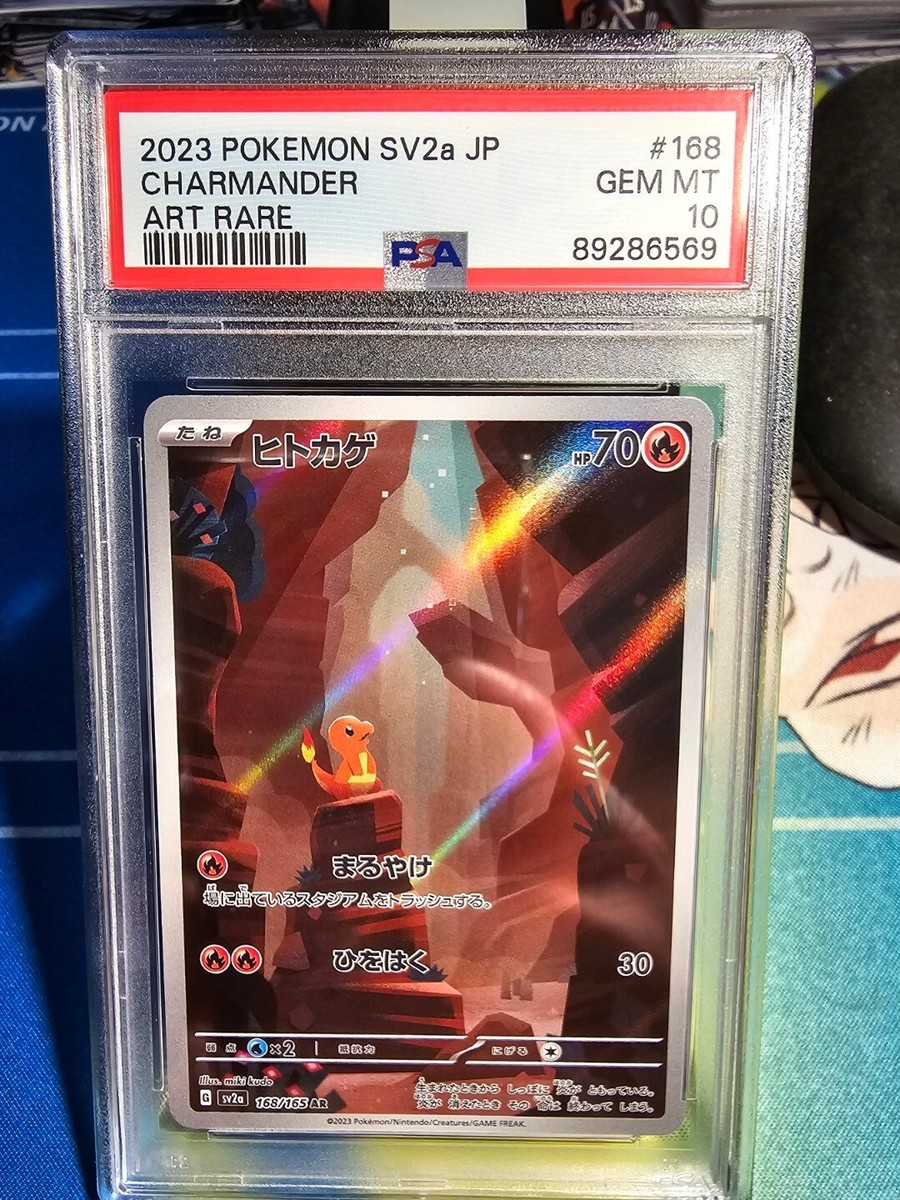 2023 POKEMON SV2a JP #168
CHARMANDER GEM MT
ART RARE 10
PSA 89286569
たね ヒトカゲ HP70
まるやけ
場に出ているスタジアムをトラッシュする。
ひをはく 30
弱点 ×2 抵抗力 にげる
Illus. miki kudo
生まれたときから しっぽに 炎が ともっている。
炎が 消えたとき その 命は 終わって しまう。
G sv2a 168/165 AR
©2023 Pokémon/Nintendo/Creatures/GAME FREAK.